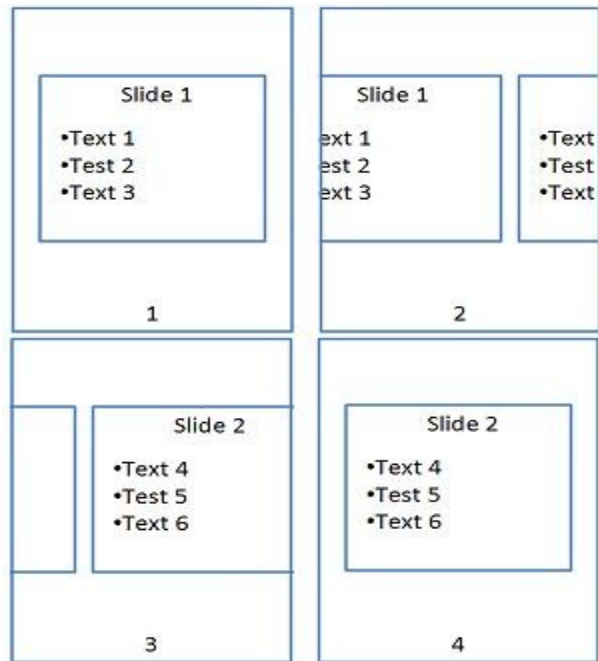 Slide 1
•Text 1
•Test 2
•Text 3
1
Slide 1
ext 1
est 2
ext 3
•Text
•Test
•Text
2
Slide 2
•Text 4
•Test 5
•Text 6
3
Slide 2
•Text 4
•Test 5
•Text 6
4